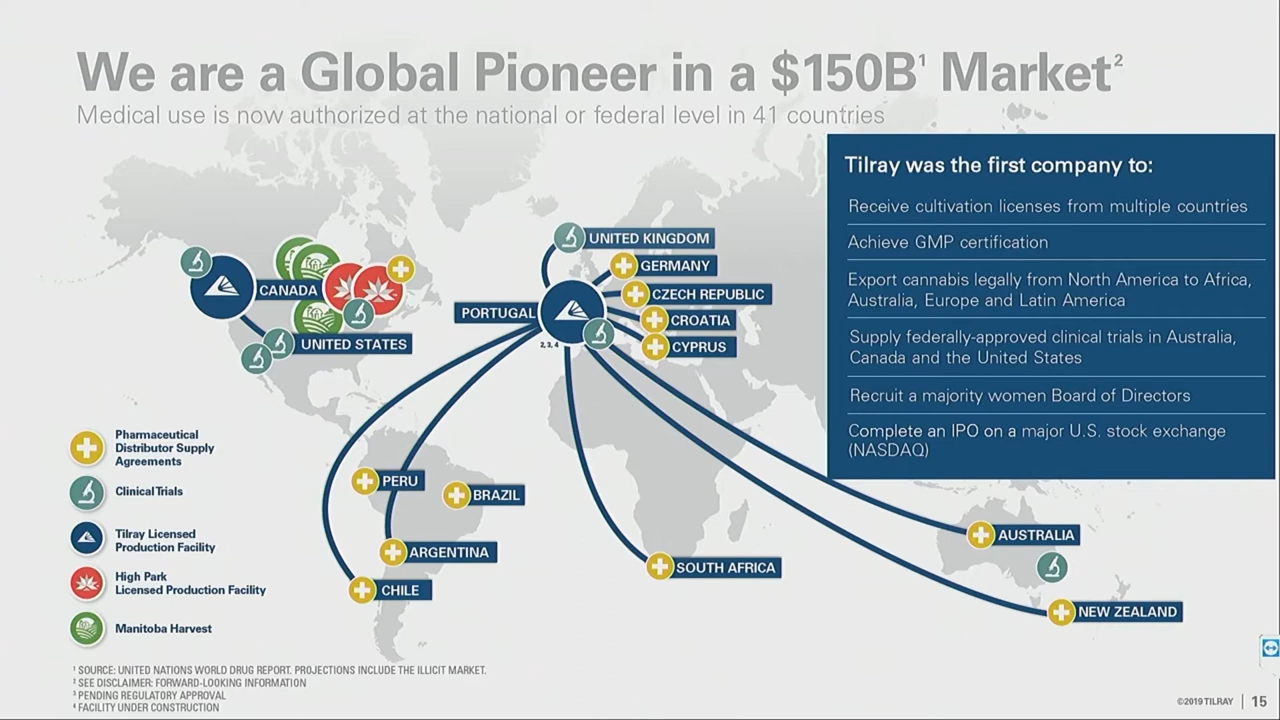 We are a Global Pioneer in a $150B¹ Market²
Medical use is now authorized at the national or federal level in 41 countries
Tilray was the first company to:
Receive cultivation licenses from multiple countries
Achieve GMP certification
Export cannabis legally from North America to Africa,
Australia, Europe and Latin America
Supply federally-approved clinical trials in Australia,
Canada and the United States
Recruit a majority women Board of Directors
Complete an IPO on a major U.S. stock exchange
(NASDAQ)
UNITED KINGDOM
GERMANY
CANADA
CZECH REPUBLIC
PORTUGAL
CROATIA
2, 3, 4
UNITED STATES
CYPRUS
PERU
BRAZIL
ARGENTINA
CHILE
SOUTH AFRICA
AUSTRALIA
NEW ZEALAND
Pharmaceutical
Distributor Supply
Agreements
Clinical Trials
Tilray Licensed
Production Facility
High Park
Licensed Production Facility
Manitoba Harvest
¹ SOURCE: UNITED NATIONS WORLD DRUG REPORT. PROJECTIONS INCLUDE THE ILLICIT MARKET.
² SEE DISCLAIMER: FORWARD-LOOKING INFORMATION
³ PENDING REGULATORY APPROVAL
⁴ FACILITY UNDER CONSTRUCTION
©2019 TILRAY | 15